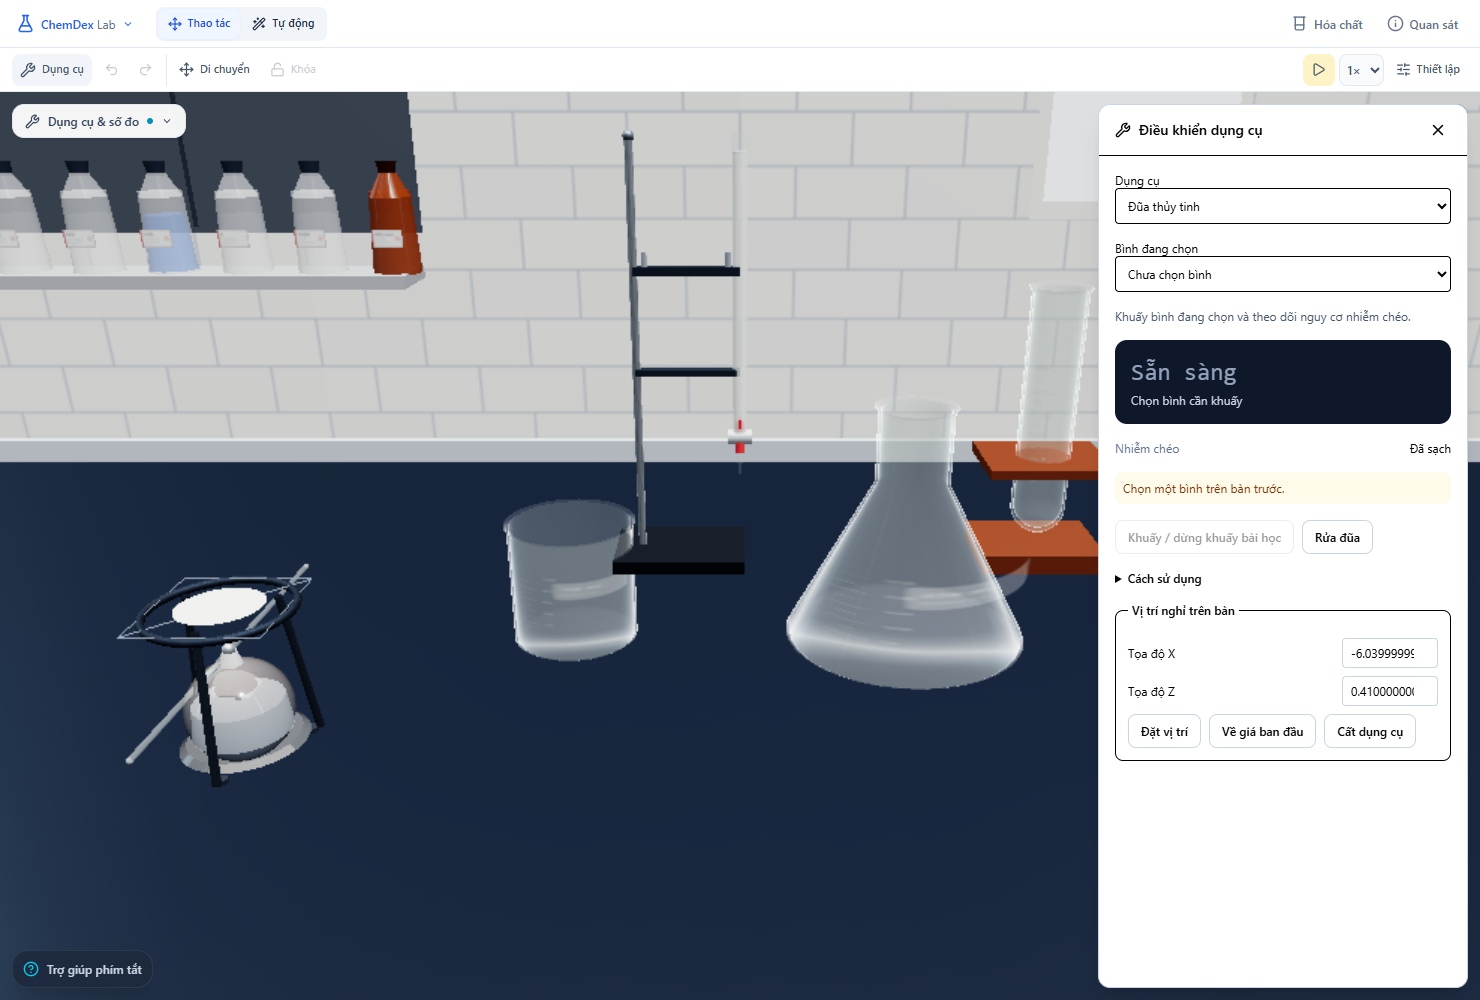 ChemDex Lab
Thao tác
Tự động
Hóa chất
Quan sát
Dụng cụ
Di chuyển
Khóa
1×
Thiết lập
Dụng cụ & số đo
Điều khiển dụng cụ
Dụng cụ
Đũa thủy tinh
Bình đang chọn
Chưa chọn bình
Khuấy bình đang chọn và theo dõi nguy cơ nhiễm chéo.
Sẵn sàng
Chọn bình cần khuấy
Nhiễm chéo
Đã sạch
Chọn một bình trên bàn trước.
Khuấy / dừng khuấy bài học
Rửa đũa
Cách sử dụng
Vị trí nghỉ trên bàn
Tọa độ X
-6.03999999
Tọa độ Z
0.41000000
Đặt vị trí
Về giá ban đầu
Cất dụng cụ
Trợ giúp phím tắt